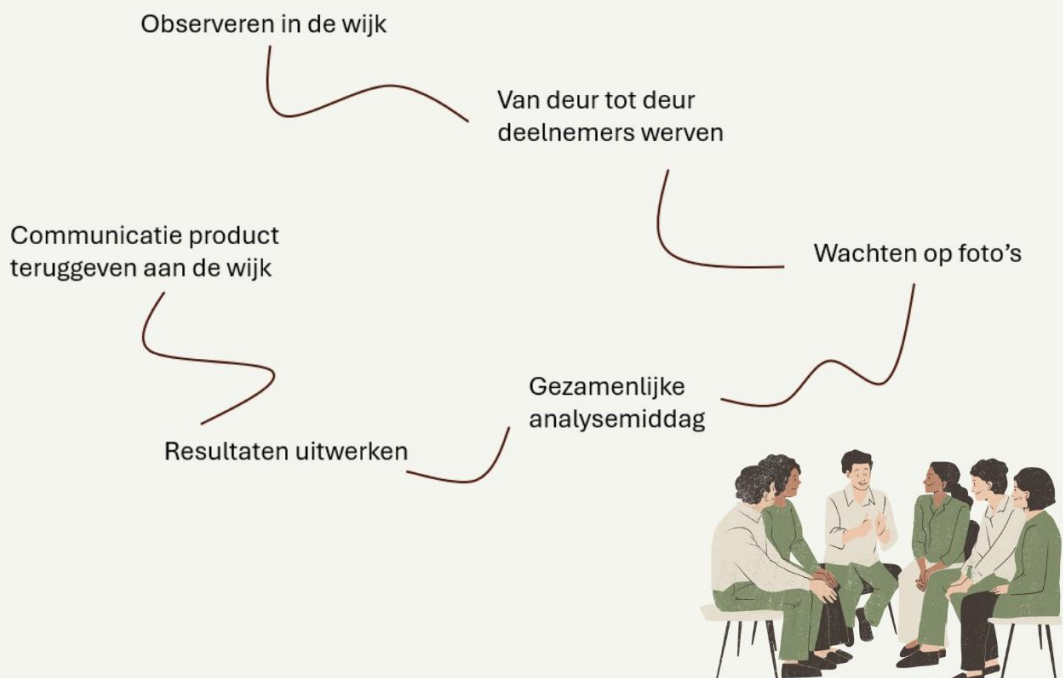 Observeren in de wijk
Van deur tot deur
deelnemers werven
Wachten op foto’s
Gezamenlijke
analysemiddag
Resultaten uitwerken
Communicatie product
teruggeven aan de wijk